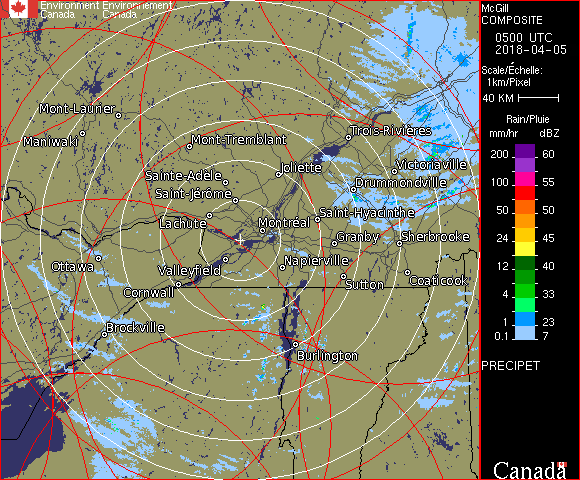 Environment Environnement
Canada Canada
McGill
COMPOSITE
0500 UTC
2018-04-05
Scale/Échelle:
1km/Pixel
40 KM
Rain/Pluie
mm/hr dBZ
200 60
100 55
50 50
24 45
12 40
4 33
1 23
0.1 7
PRECIPET
Canada
Mont-Laurier
Maniwaki
Mont-Tremblant
Trois-Rivières
Sainte-Adèle
Joliette
Victoriaville
Saint-Jérôme
Drummondville
Lachute
Montréal
Saint-Hyacinthe
Granby
Sherbrooke
Ottawa
Valleyfield
Napierville
Cornwall
Sutton
Coaticook
Brockville
Burlington